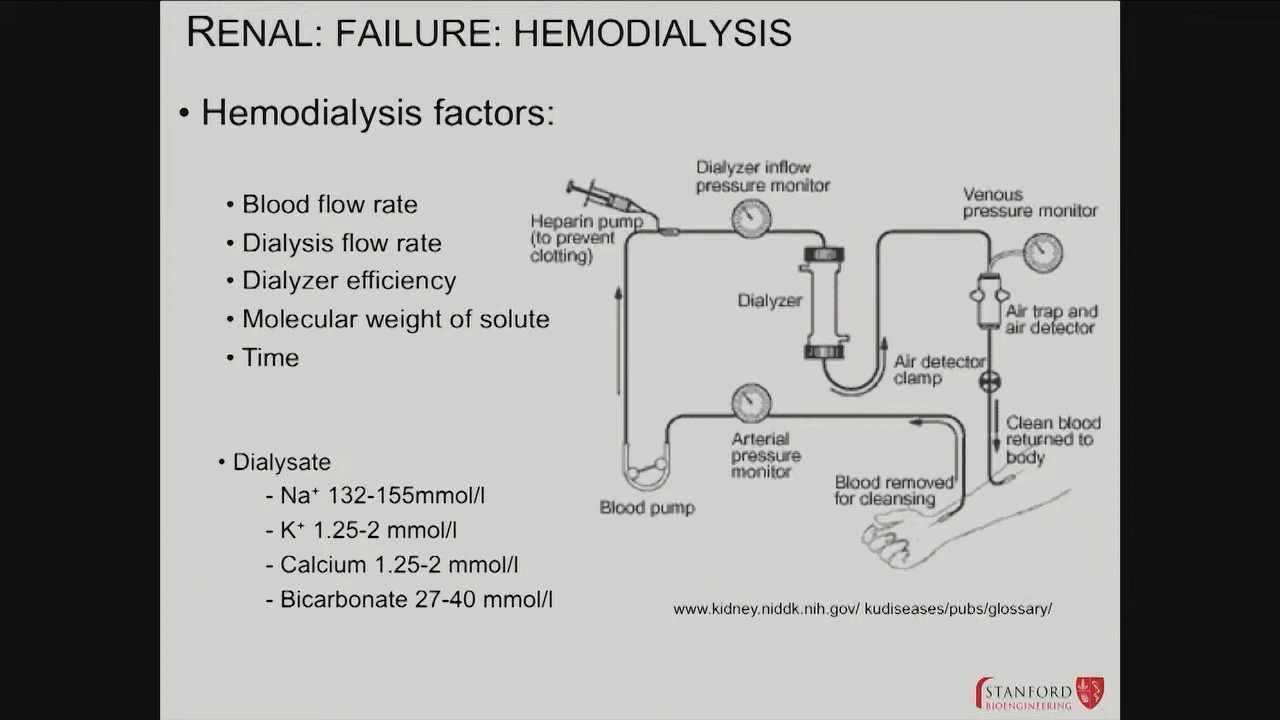 RENAL: FAILURE: HEMODIALYSIS
• Hemodialysis factors:
• Blood flow rate
• Dialysis flow rate
• Dialyzer efficiency
• Molecular weight of solute
• Time
• Dialysate
- Na⁺ 132-155mmol/l
- K⁺ 1.25-2 mmol/l
- Calcium 1.25-2 mmol/l
- Bicarbonate 27-40 mmol/l
Dialyzer inflow
pressure monitor
Venous
pressure monitor
Heparin pump
(to prevent
clotting)
Dialyzer
Air trap and
air detector
Air detector
clamp
Clean blood
returned to
body
Arterial
pressure
monitor
Blood removed
for cleansing
Blood pump
www.kidney.niddk.nih.gov/ kudiseases/pubs/glossary/
STANFORD
BIOENGINEERING